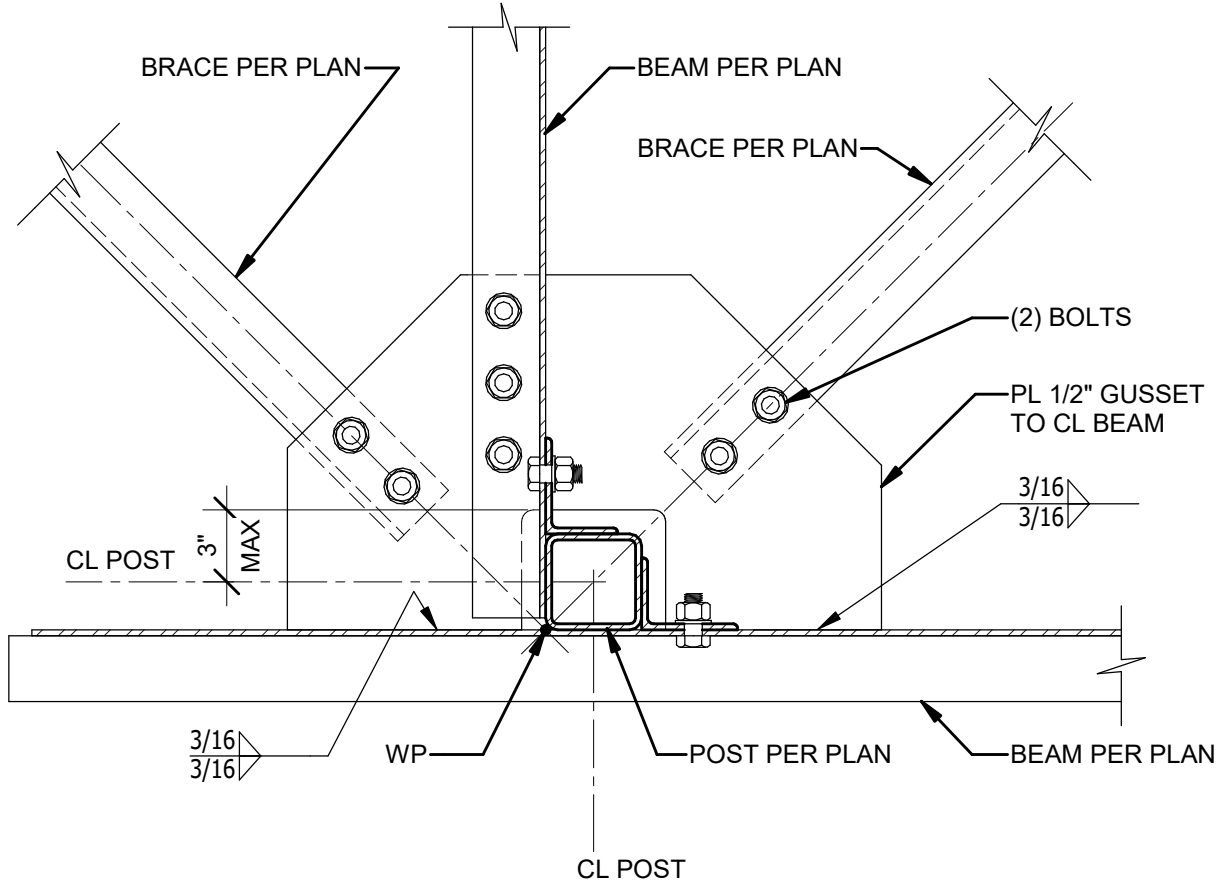 BRACE PER PLAN
BEAM PER PLAN
BRACE PER PLAN
(2) BOLTS
PL 1/2" GUSSET
TO CL BEAM
3/16
3/16
3"
MAX
CL POST
3/16
3/16
WP
POST PER PLAN
BEAM PER PLAN
CL POST